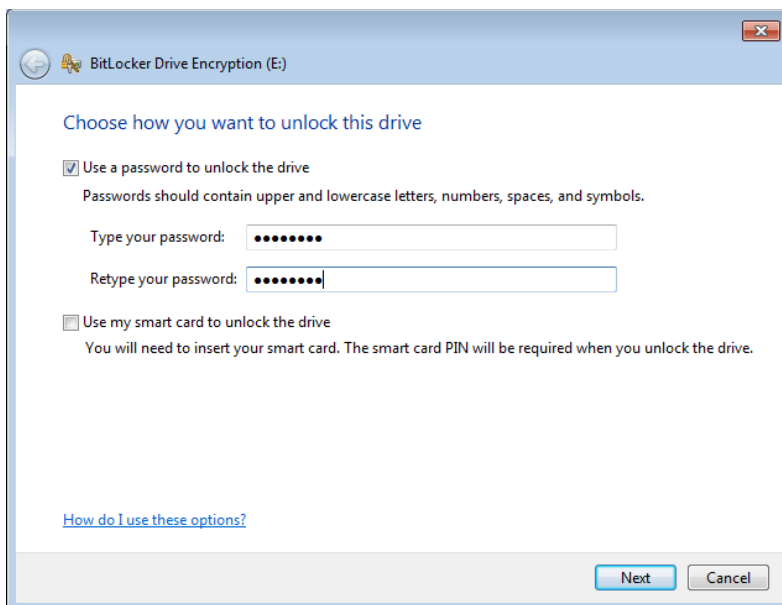 BitLocker Drive Encryption (E:)
Choose how you want to unlock this drive
Use a password to unlock the drive
Passwords should contain upper and lowercase letters, numbers, spaces, and symbols.
Type your password: ●●●●●●●●
Retype your password: ●●●●●●●●
Use my smart card to unlock the drive
You will need to insert your smart card. The smart card PIN will be required when you unlock the drive.
How do I use these options?
Next Cancel